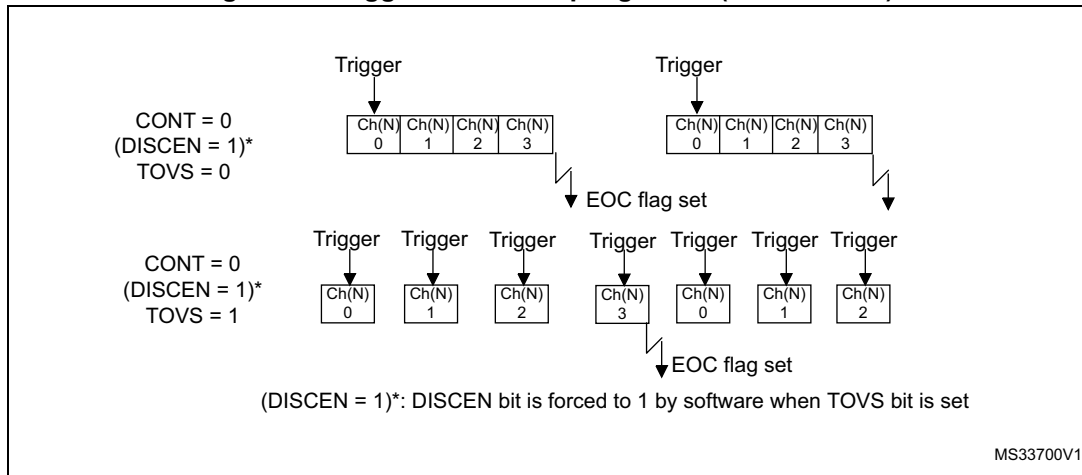 Trigger Trigger
CONT = 0
(DISCEN = 1)*
TOVS = 0
Ch(N) Ch(N) Ch(N) Ch(N)
0 1 2 3
Ch(N) Ch(N) Ch(N) Ch(N)
0 1 2 3
EOC flag set
Trigger Trigger Trigger Trigger Trigger Trigger Trigger
CONT = 0
(DISCEN = 1)*
TOVS = 1
Ch(N) Ch(N) Ch(N) Ch(N) Ch(N) Ch(N) Ch(N)
0 1 2 3 0 1 2
EOC flag set
(DISCEN = 1)*: DISCEN bit is forced to 1 by software when TOVS bit is set
MS33700V1